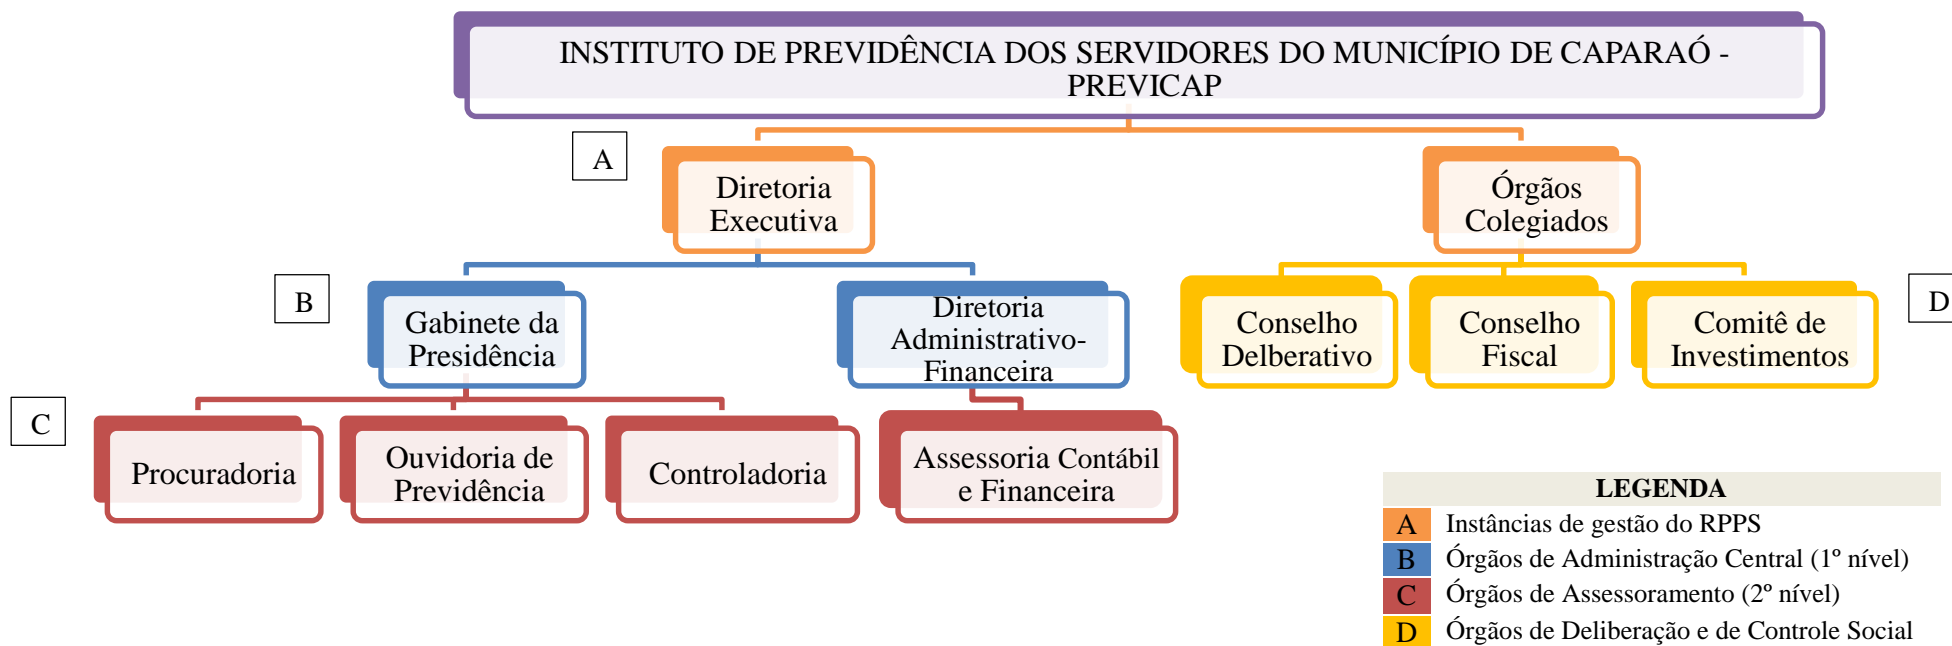 INSTITUTO DE PREVIDÊNCIA DOS SERVIDORES DO MUNICÍPIO DE CAPARAÓ -
PREVICAP
A
Diretoria
Executiva
Órgãos
Colegiados
B
Gabinete da
Presidência
Diretoria
Administrativo-
Financeira
Conselho
Delberativo
Conselho
Fiscal
Comitê de
Investimentos
D
C
Procuradoria
Ouvidoria de
Previdência
Controladoria
Assessoria Contábil
e Financeira
LEGENDA
A Instâncias de gestão do RPPS
B Órgãos de Administração Central (1º nível)
C Órgãos de Assessoramento (2º nível)
D Órgãos de Deliberação e de Controle Social